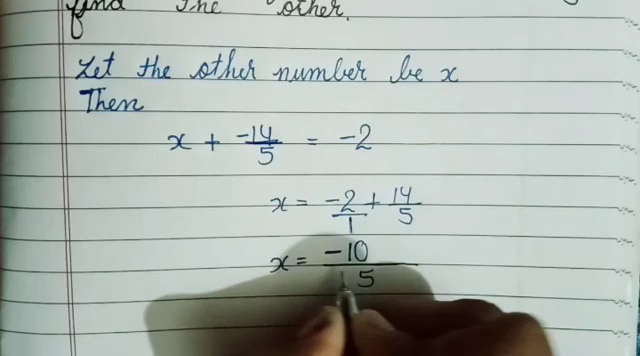 find the other.
Let the other number be x
Then
x + -14/5 = -2
x = -2/1 + 14/5
x = -10/5